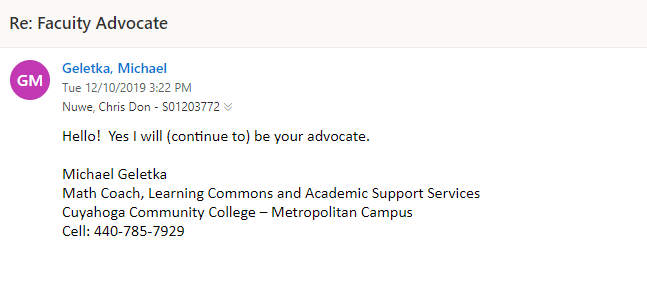 Re: Facuity Advocate
GM
Geletka, Michael
Tue 12/10/2019 3:22 PM
Nuwe, Chris Don - S01203772
Hello!  Yes I will (continue to) be your advocate.
Michael Geletka
Math Coach, Learning Commons and Academic Support Services
Cuyahoga Community College – Metropolitan Campus
Cell: 440-785-7929